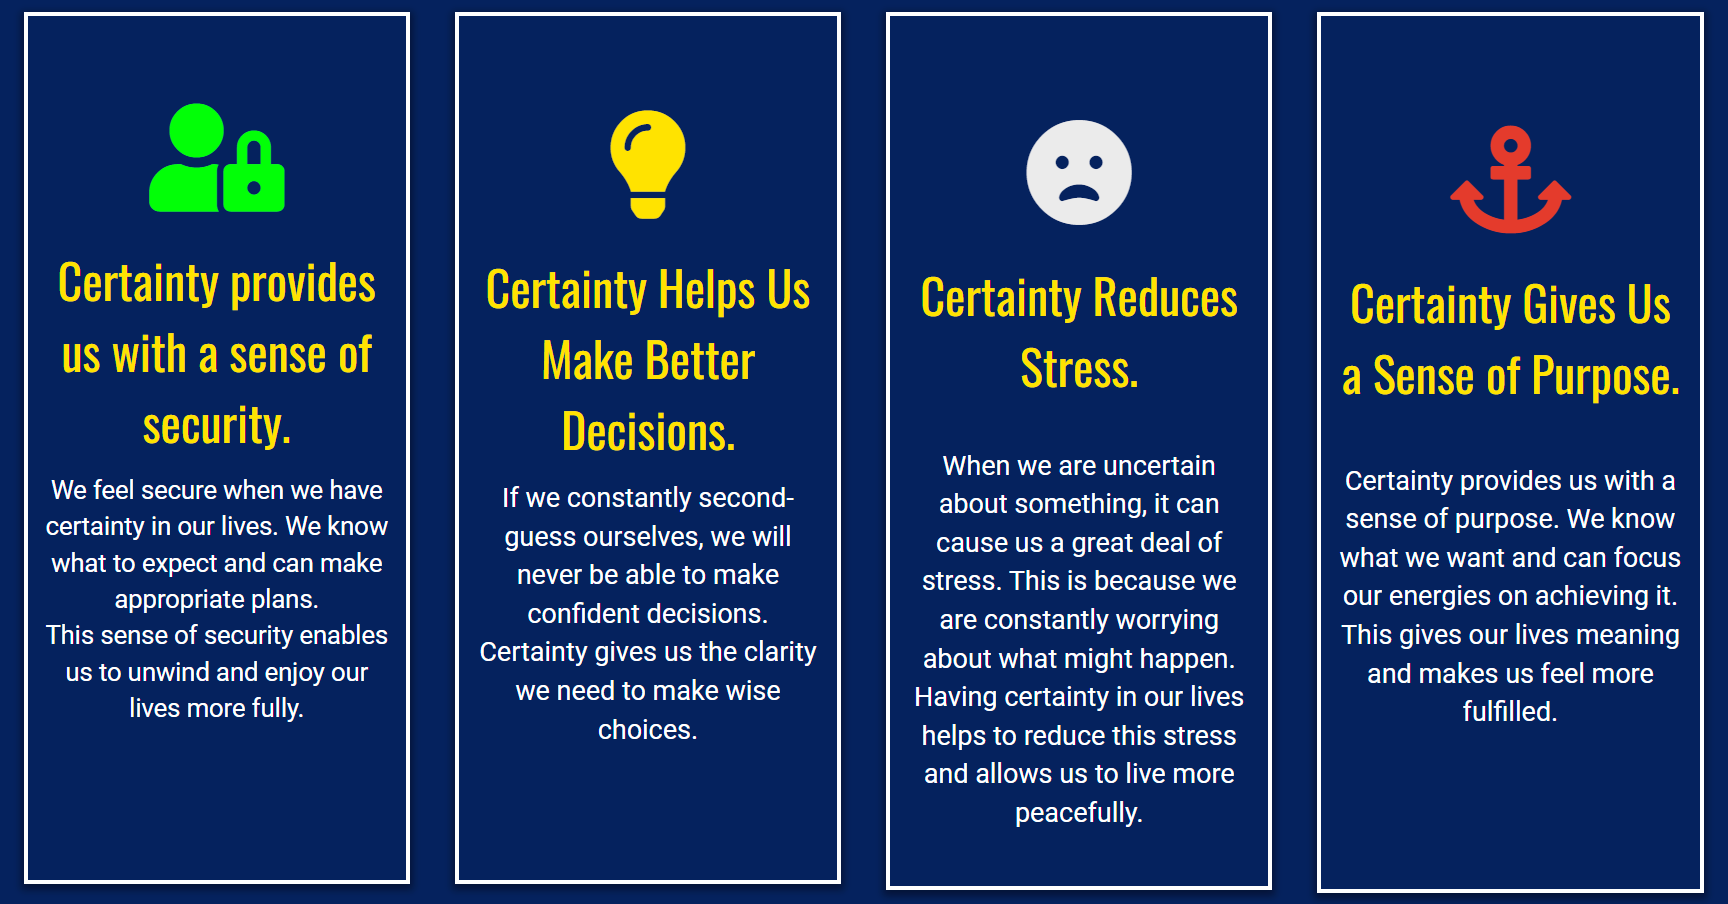 Certainty provides
us with a sense of
security.
We feel secure when we have
certainty in our lives. We know
what to expect and can make
appropriate plans.
This sense of security enables
us to unwind and enjoy our
lives more fully.
Certainty Helps Us
Make Better
Decisions.
If we constantly second-
guess ourselves, we will
never be able to make
confident decisions.
Certainty gives us the clarity
we need to make wise
choices.
Certainty Reduces
Stress.
When we are uncertain
about something, it can
cause us a great deal of
stress. This is because we
are constantly worrying
about what might happen.
Having certainty in our lives
helps to reduce this stress
and allows us to live more
peacefully.
Certainty Gives Us
a Sense of Purpose.
Certainty provides us with a
sense of purpose. We know
what we want and can focus
our energies on achieving it.
This gives our lives meaning
and makes us feel more
fulfilled.